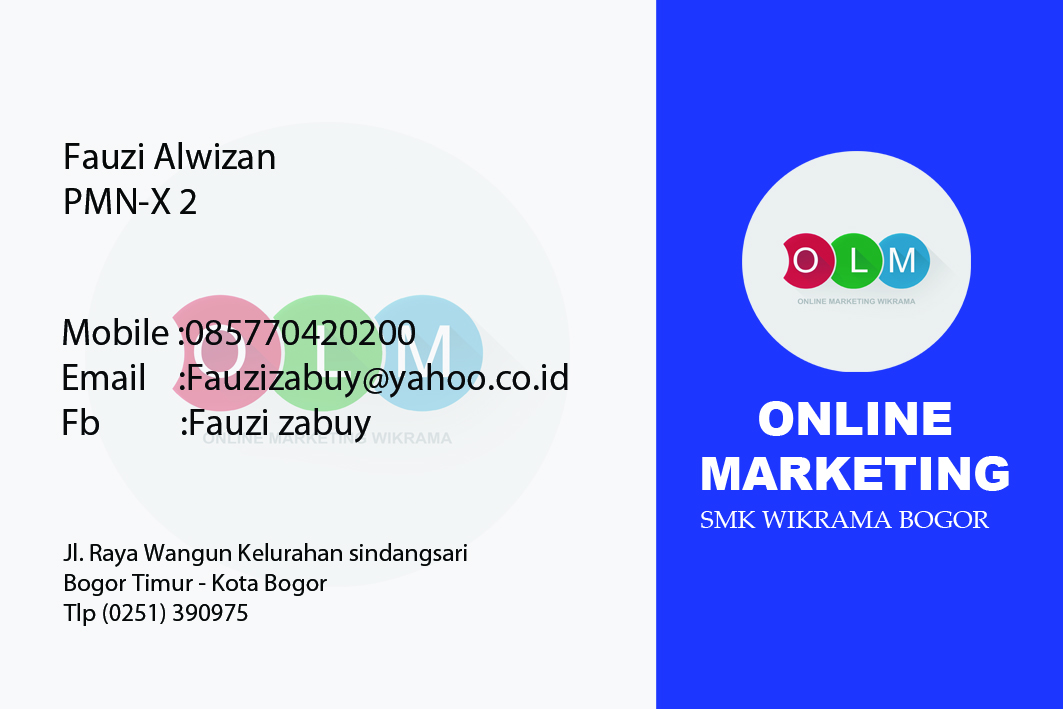 Fauzi Alwizan
PMN-X 2
Mobile :085770420200
Email :Fauzizabuy@yahoo.co.id
Fb :Fauzi zabuy
OLM
ONLINE MARKETING WIKRAMA
Jl. Raya Wangun Kelurahan sindangsari
Bogor Timur - Kota Bogor
Tlp (0251) 390975
OLM
ONLINE MARKETING WIKRAMA
ONLINE
MARKETING
SMK WIKRAMA BOGOR